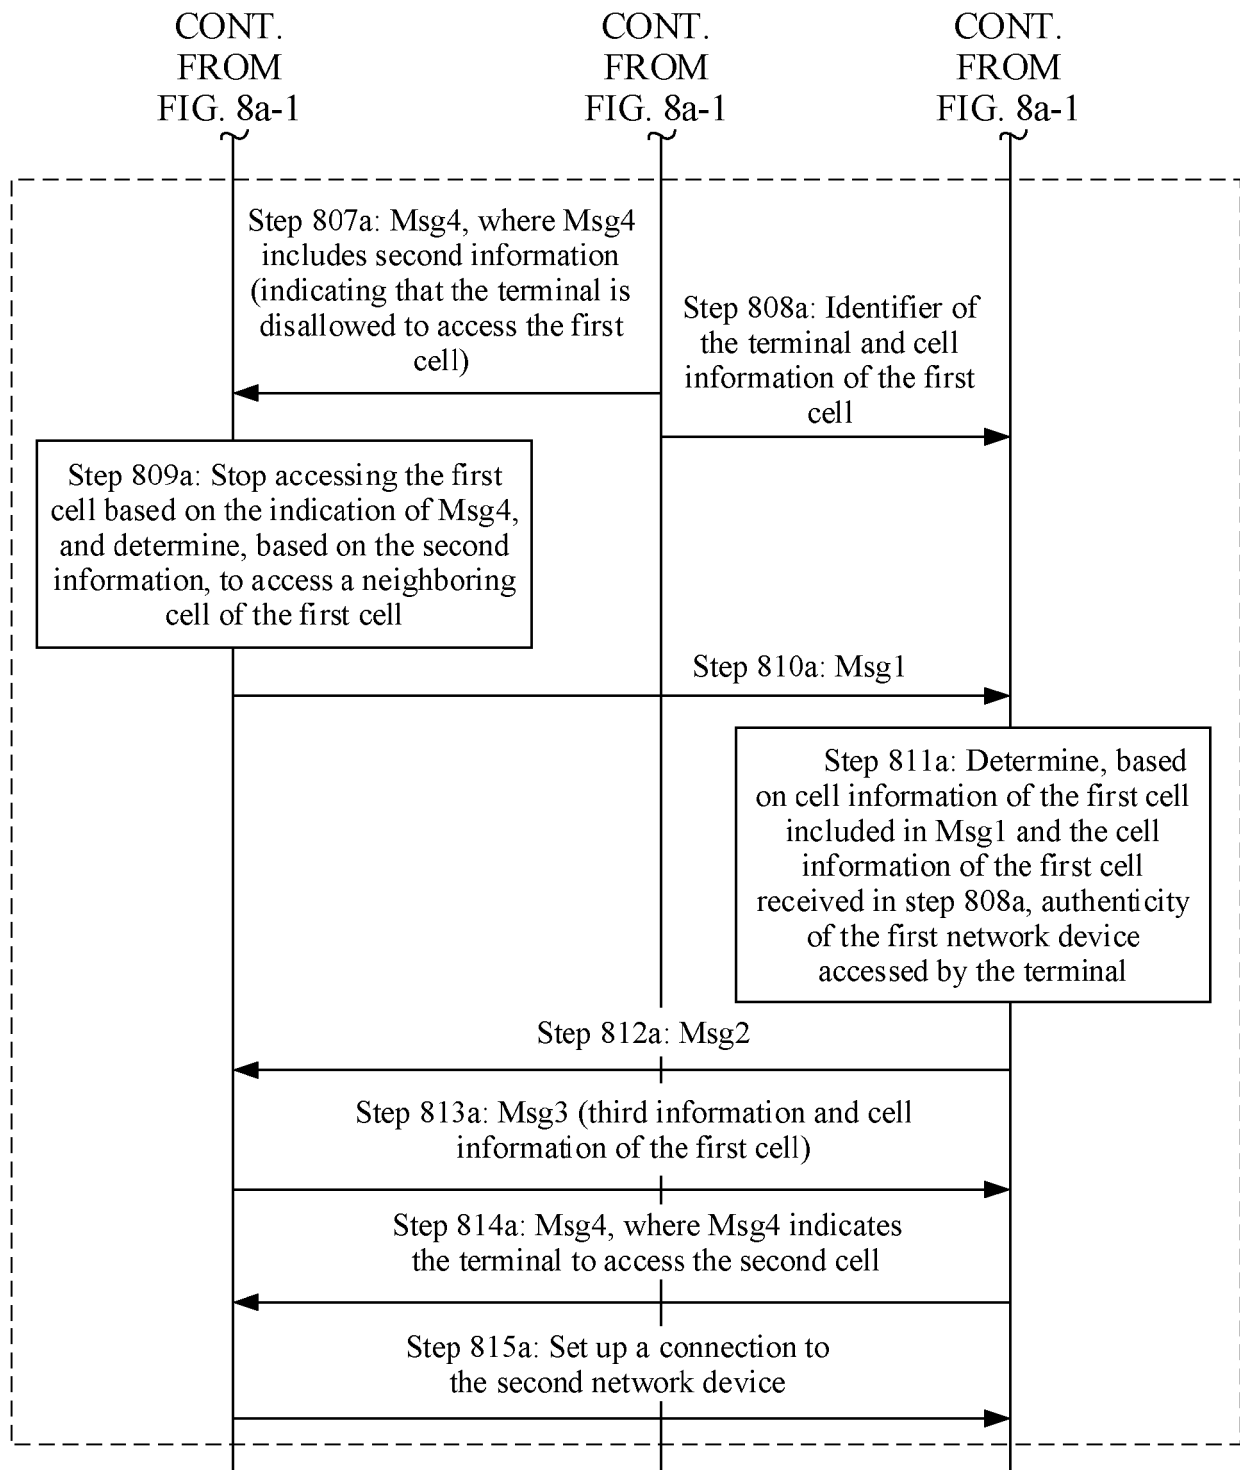 CONT.
FROM
FIG. 8a-1
CONT.
FROM
FIG. 8a-1
CONT.
FROM
FIG. 8a-1
Step 807a: Msg4, where Msg4
includes second information
(indicating that the terminal is
disallowed to access the first
cell)
Step 808a: Identifier of
the terminal and cell
information of the first
cell
Step 809a: Stop accessing the first
cell based on the indication of Msg4,
and determine, based on the second
information, to access a neighboring
cell of the first cell
Step 810a: Msg1
Step 811a: Determine, based
on cell information of the first cell
included in Msg1 and the cell
information of the first cell
received in step 808a, authenticity
of the first network device
accessed by the terminal
Step 812a: Msg2
Step 813a: Msg3 (third information and cell
information of the first cell)
Step 814a: Msg4, where Msg4 indicates
the terminal to access the second cell
Step 815a: Set up a connection to
the second network device